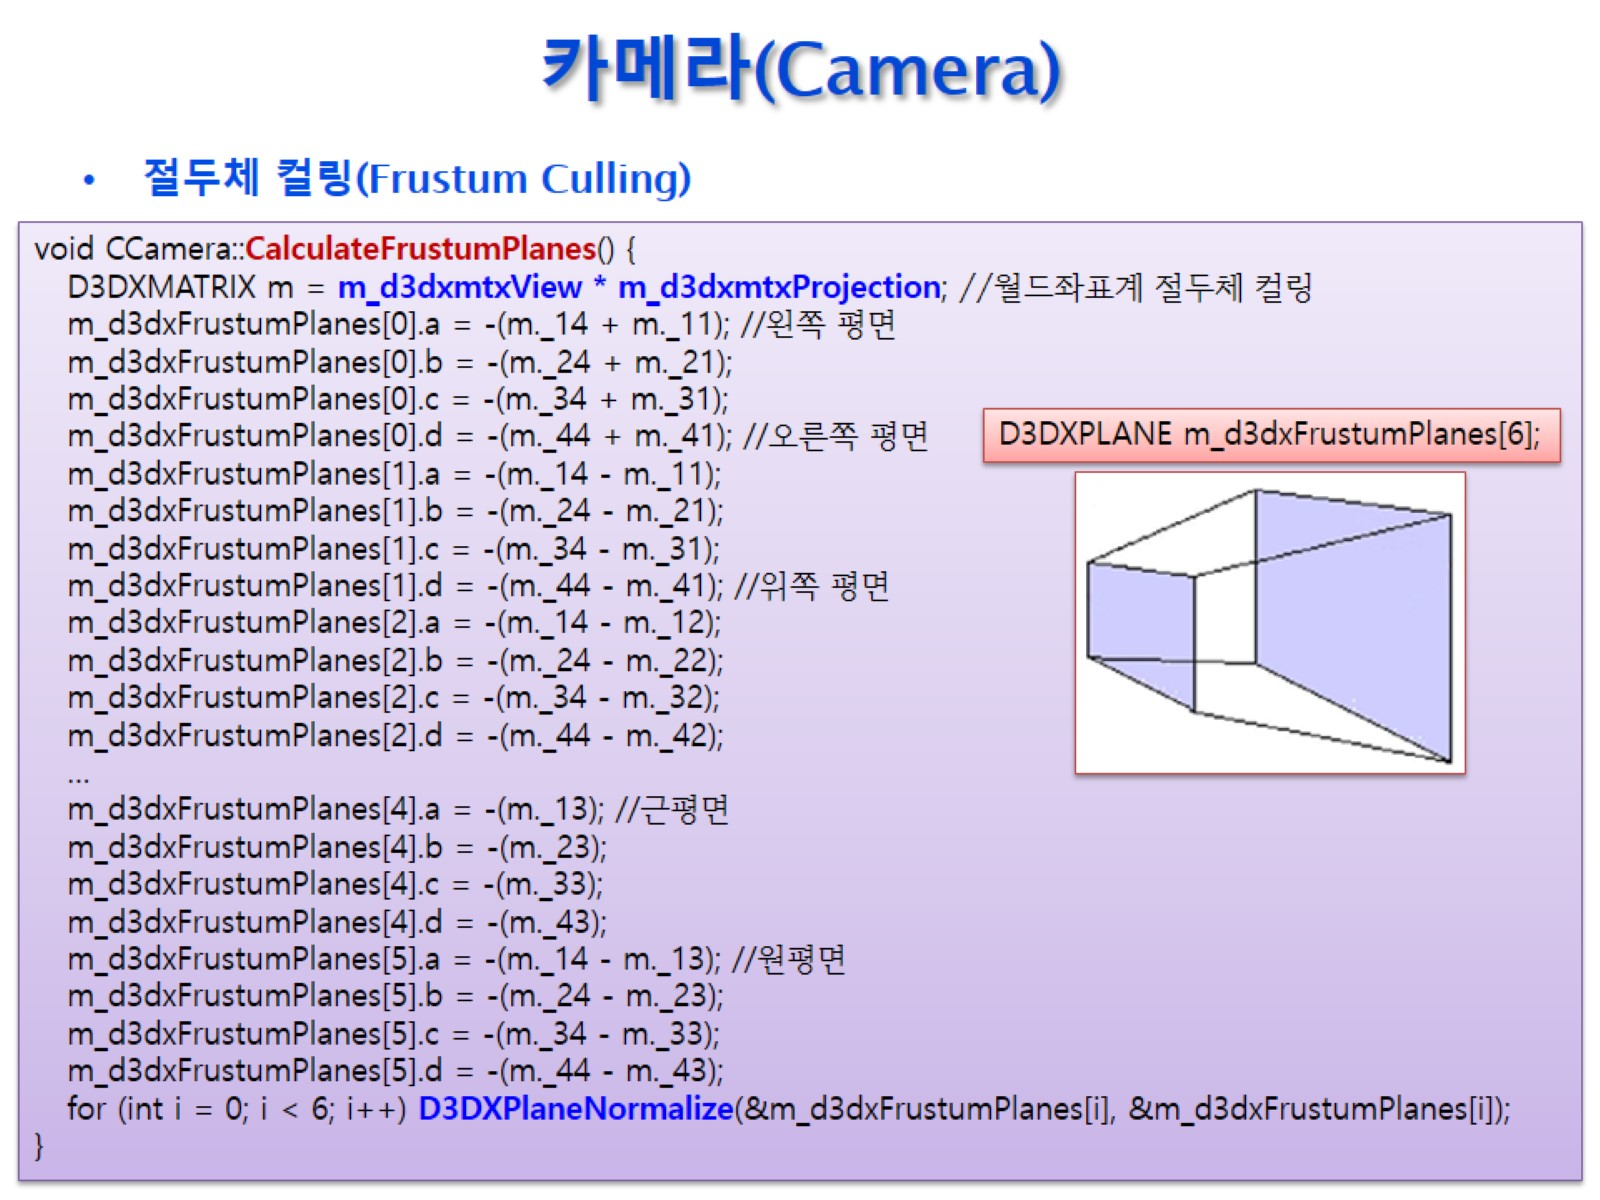 카메라(Camera)
• 절두체 컬링(Frustum Culling)
void CCamera::CalculateFrustumPlanes() {
D3DXMATRIX m = m_d3dxmtxView * m_d3dxmtxProjection; //월드좌표계 절두체 컬링
m_d3dxFrustumPlanes[0].a = -(m._14 + m._11); //왼쪽 평면
m_d3dxFrustumPlanes[0].b = -(m._24 + m._21);
m_d3dxFrustumPlanes[0].c = -(m._34 + m._31);
m_d3dxFrustumPlanes[0].d = -(m._44 + m._41); //오른쪽 평면
m_d3dxFrustumPlanes[1].a = -(m._14 - m._11);
m_d3dxFrustumPlanes[1].b = -(m._24 - m._21);
m_d3dxFrustumPlanes[1].c = -(m._34 - m._31);
m_d3dxFrustumPlanes[1].d = -(m._44 - m._41); //위쪽 평면
m_d3dxFrustumPlanes[2].a = -(m._14 - m._12);
m_d3dxFrustumPlanes[2].b = -(m._24 - m._22);
m_d3dxFrustumPlanes[2].c = -(m._34 - m._32);
m_d3dxFrustumPlanes[2].d = -(m._44 - m._42);
...
m_d3dxFrustumPlanes[4].a = -(m._13); //근평면
m_d3dxFrustumPlanes[4].b = -(m._23);
m_d3dxFrustumPlanes[4].c = -(m._33);
m_d3dxFrustumPlanes[4].d = -(m._43);
m_d3dxFrustumPlanes[5].a = -(m._14 - m._13); //원평면
m_d3dxFrustumPlanes[5].b = -(m._24 - m._23);
m_d3dxFrustumPlanes[5].c = -(m._34 - m._33);
m_d3dxFrustumPlanes[5].d = -(m._44 - m._43);
for (int i = 0; i < 6; i++) D3DXPlaneNormalize(&m_d3dxFrustumPlanes[i], &m_d3dxFrustumPlanes[i]);
}
D3DXPLANE m_d3dxFrustumPlanes[6];